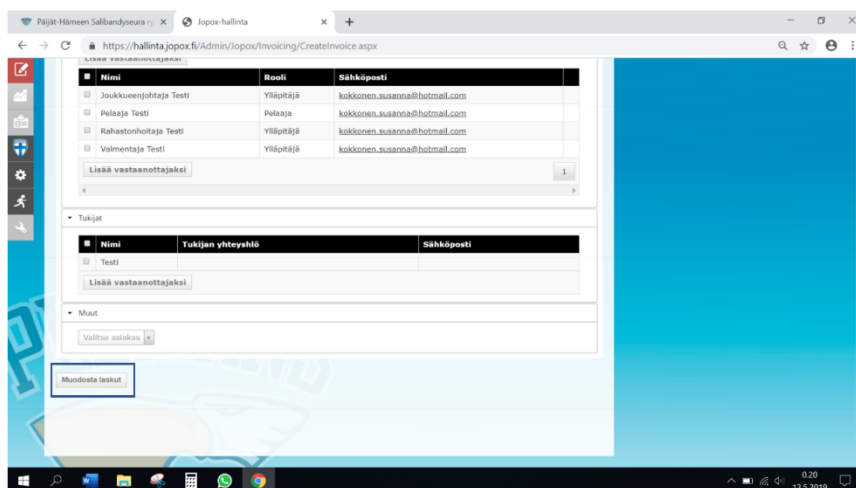 Päijät-Hämeen Salibandyseura r
Jopox-hallinta
https://hallinta.jopox.fi/Admin/Jopox/Invoicing/CreateInvoice.aspx
Lisää vastaanottajaksi
Nimi Rooli Sähköposti
Joukkueenjohtaja Testi Ylläpitäjä kokkonen.susanna@hotmail.com
Pelaaja Testi Pelaaja kokkonen.susanna@hotmail.com
Rahastonhoitaja Testi Ylläpitäjä kokkonen.susanna@hotmail.com
Valmentaja Testi Ylläpitäjä kokkonen.susanna@hotmail.com
Lisää vastaanottajaksi 1
Tukijat
Nimi Tukijan yhteyshlö Sähköposti
Testi
Lisää vastaanottajaksi
Muut
Valitse asiakas
Muodosta laskut
0.20
12.5.2019